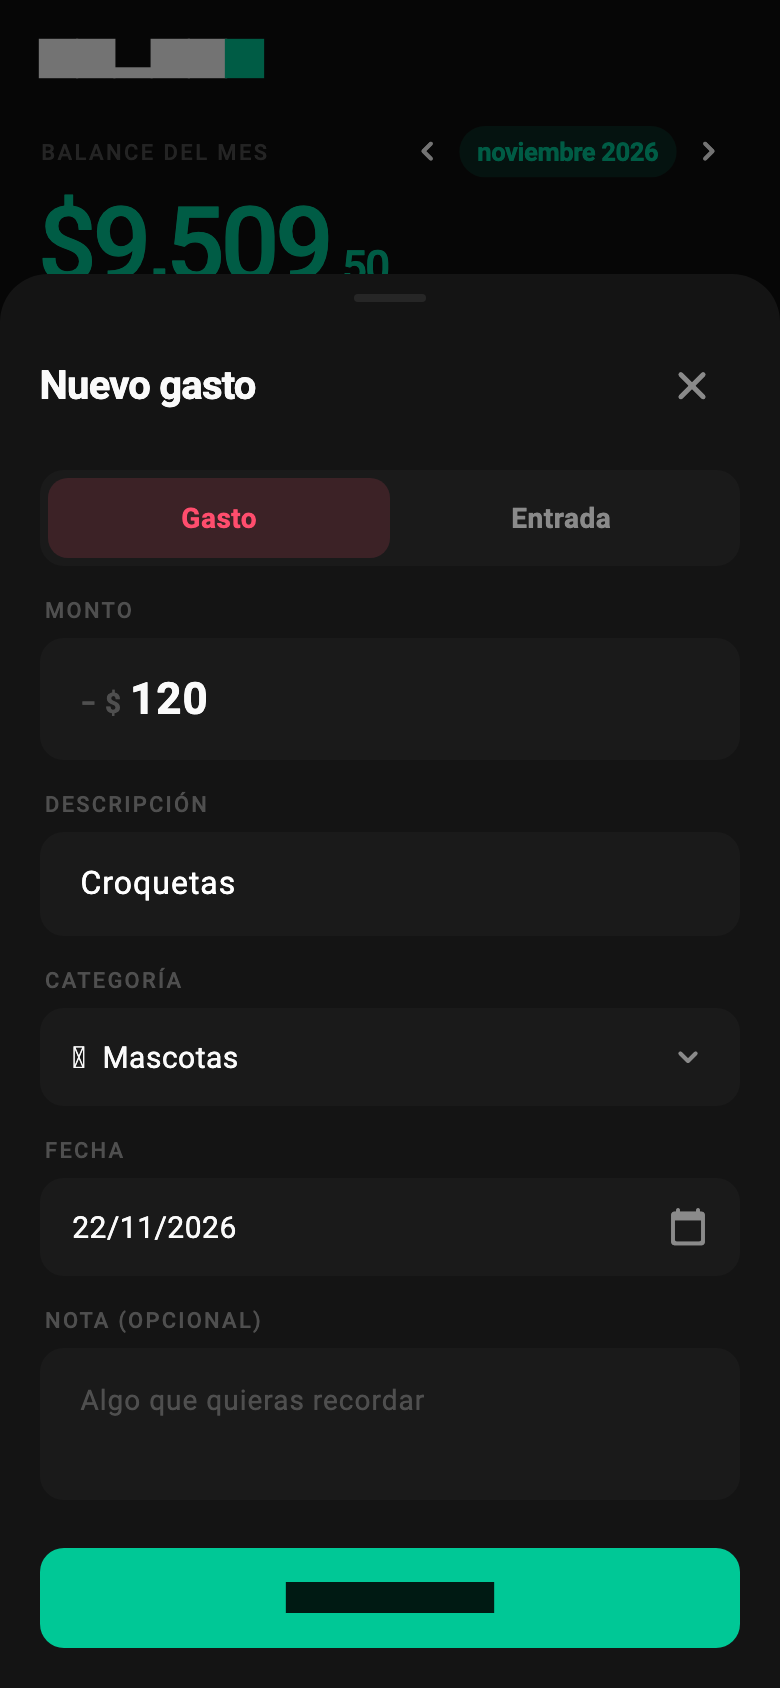 BALANCE DEL MES
noviembre 2026
$9,509.50
Nuevo gasto
Gasto
Entrada
MONTO
– $ 120
DESCRIPCIÓN
Croquetas
CATEGORÍA
Mascotas
FECHA
22/11/2026
NOTA (OPCIONAL)
Algo que quieras recordar